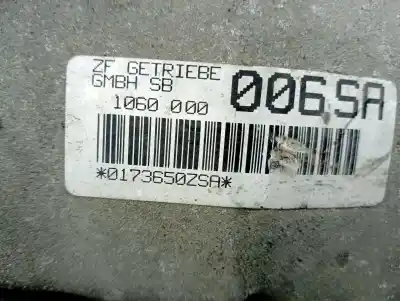 ZF GETRIEBE
GMBH SB
1060 000
006SA
*0173650ZSA*